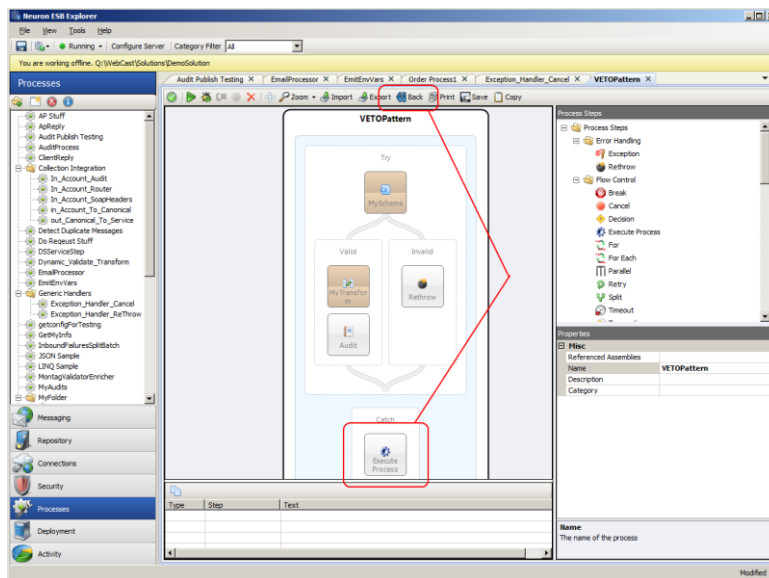 Neuron ESB Explorer
File View Tools Help
Running Configure Server Category Filter All
You are working offline. Q:\WebCast\Solutions\DemoSolution
Processes
Audit Publish Testing X EmailProcessor X EmitEnvVars X Order Process1 X Exception_Handler_Cancel X VETOPattern X
Zoom Import Export Back Print Save Copy
AP Stuff
ApReply
Audit Publish Testing
AuditProcess
ClientReply
Collection Integration
In_Account_Audit
In_Account_Router
In_Account_SoapHeaders
in_Account_To_Canonical
out_Canonical_To_Service
Detect Duplicate Messages
Do Reqeust Stuff
DSServiceStep
Dynamic_Validate_Transform
EmailProcessor
EmitEnvVars
Generic Handlers
Exception_Handler_Cancel
Exception_Handler_ReThrow
getconfigForTesting
GetMyInfo
InboundFailuresSplitBatch
JSON Sample
LINQ Sample
MontagValidatorEnricher
MyAudits
MyFolder
Messaging
Repository
Connections
Security
Processes
Deployment
Activity
VETOPattern
Try
MySchema
Valid
Invalid
MyTransfor
m
Rethrow
Audit
Catch
Execute
Process
Type Step Text
Process Steps
Process Steps
Error Handling
Exception
Rethrow
Flow Control
Break
Cancel
Decision
Execute Process
For
For Each
Parallel
Retry
Split
Timeout
Properties
Misc
Referenced Assemblies
Name VETOPattern
Description
Category
Name
The name of the process
Modified